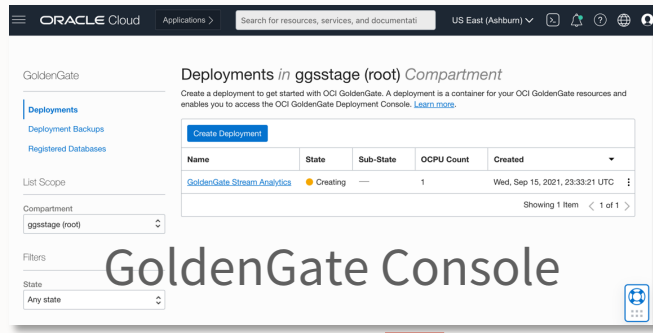 ORACLE Cloud
Applications >
Search for resources, services, and documentati
US East (Ashburn)
GoldenGate
Deployments
Deployment Backups
Registered Databases
List Scope
Compartment
ggsstage (root)
Filters
State
Any state
Deployments in ggsstage (root) Compartment
Create a deployment to get started with OCI GoldenGate. A deployment is a container for your OCI GoldenGate resources and
enables you to access the OCI GoldenGate Deployment Console. Learn more.
Create Deployment
Name State Sub-State OCPU Count Created
GoldenGate Stream Analytics Creating — 1 Wed, Sep 15, 2021, 23:33:21 UTC
Showing 1 Item < 1 of 1 >
GoldenGate Console